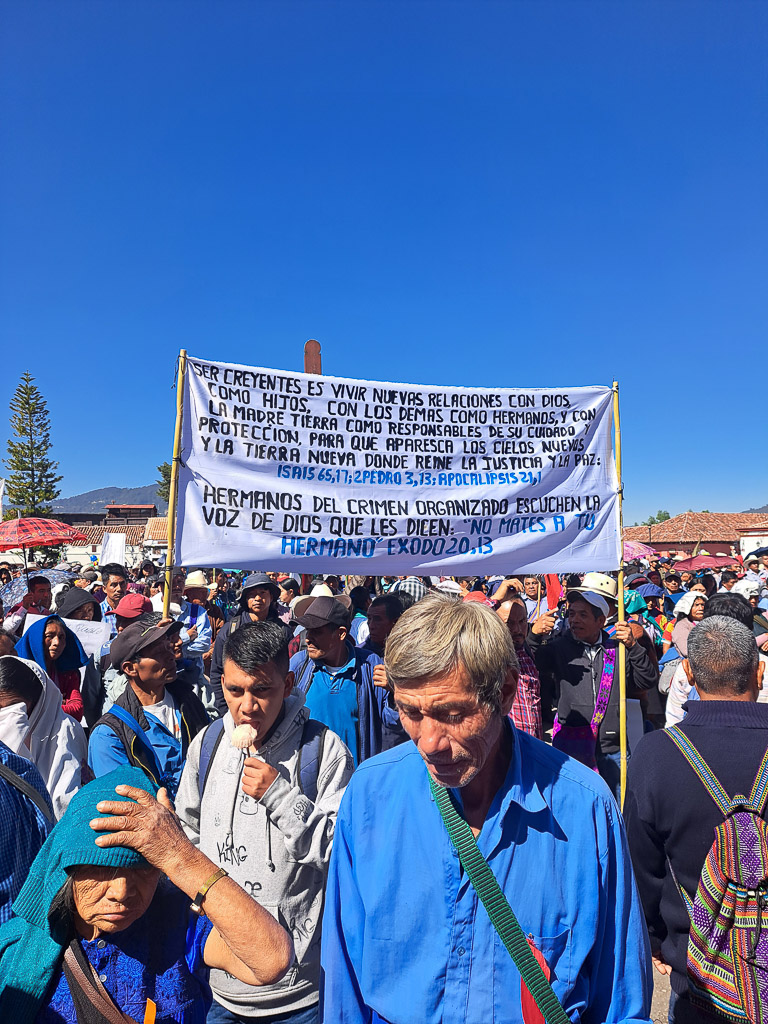 SER CREYENTES ES VIVIR NUEVAS RELACIONES CON DIOS
COMO HIJOS, CON LOS DEMAS COMO HERMANOS, Y CON
LA MADRE TIERRA COMO RESPONSABLES DE SU CUIDADO Y
PROTECCION, PARA QUE APARESCA LOS CIELOS NUEVOS
Y LA TIERRA NUEVA DONDE REINE LA JUSTICIA Y LA PAZ:
ISAIS 65,17; 2PEDRO 3,13; APOCALIPSIS 21,1
HERMANOS DEL CRIMEN ORGANIZADO ESCUCHEN LA
VOZ DE DIOS QUE LES DICEN: "NO MATES A TU
HERMANO" EXODO 20,13
KING